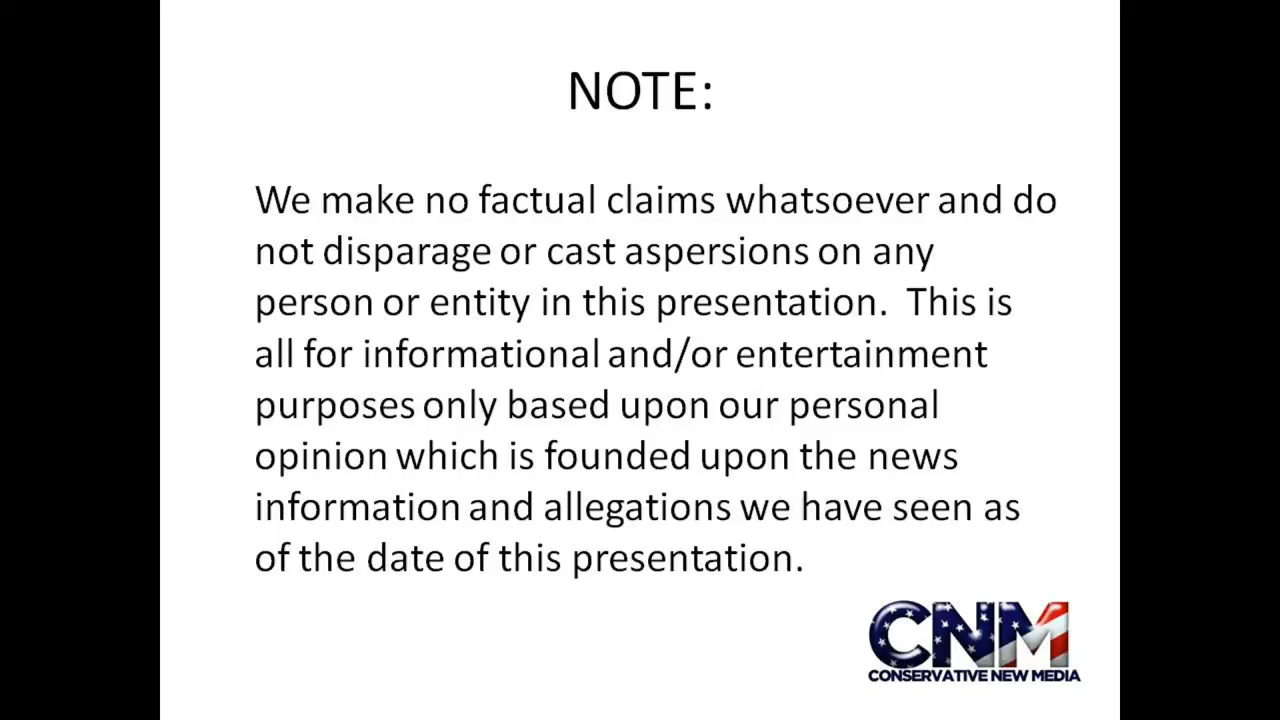 NOTE:
We make no factual claims whatsoever and do
not disparage or cast aspersions on any
person or entity in this presentation.  This is
all for informational and/or entertainment
purposes only based upon our personal
opinion which is founded upon the news
information and allegations we have seen as
of the date of this presentation.
CNM
CONSERVATIVE NEW MEDIA